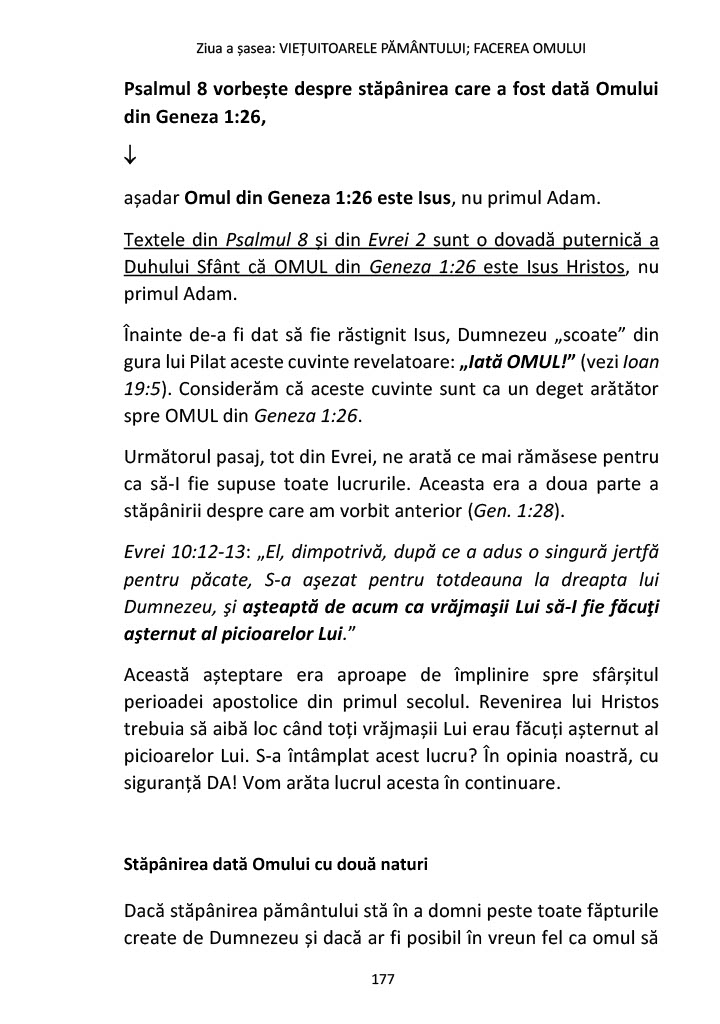 Ziua a șasea: VIEȚUITOARELE PĂMÂNTULUI; FACEREA OMULUI
Psalmul 8 vorbește despre stăpânirea care a fost dată Omului
din Geneza 1:26,
↓
așadar Omul din Geneza 1:26 este Isus, nu primul Adam.
Textele din Psalmul 8 și din Evrei 2 sunt o dovadă puternică a
Duhului Sfânt că OMUL din Geneza 1:26 este Isus Hristos, nu
primul Adam.
Înainte de-a fi dat să fie răstignit Isus, Dumnezeu „scoate” din
gura lui Pilat aceste cuvinte revelatoare: „Iată OMUL!” (vezi Ioan
19:5). Considerăm că aceste cuvinte sunt ca un deget arătător
spre OMUL din Geneza 1:26.
Următorul pasaj, tot din Evrei, ne arată ce mai rămăsese pentru
ca să-I fie supuse toate lucrurile. Aceasta era a doua parte a
stăpânirii despre care am vorbit anterior (Gen. 1:28).
Evrei 10:12-13: „El, dimpotrivă, după ce a adus o singură jertfă
pentru păcate, S-a aşezat pentru totdeauna la dreapta lui
Dumnezeu, şi aşteaptă de acum ca vrăjmaşii Lui să-I fie făcuţi
aşternut al picioarelor Lui.”
Această așteptare era aproape de împlinire spre sfârșitul
perioadei apostolice din primul secolul. Revenirea lui Hristos
trebuia să aibă loc când toți vrăjmașii Lui erau făcuți așternut al
picioarelor Lui. S-a întâmplat acest lucru? În opinia noastră, cu
siguranță DA! Vom arăta lucrul acesta în continuare.
Stăpânirea dată Omului cu două naturi
Dacă stăpânirea pământului stă în a domni peste toate făpturile
create de Dumnezeu și dacă ar fi posibil în vreun fel ca omul să
177